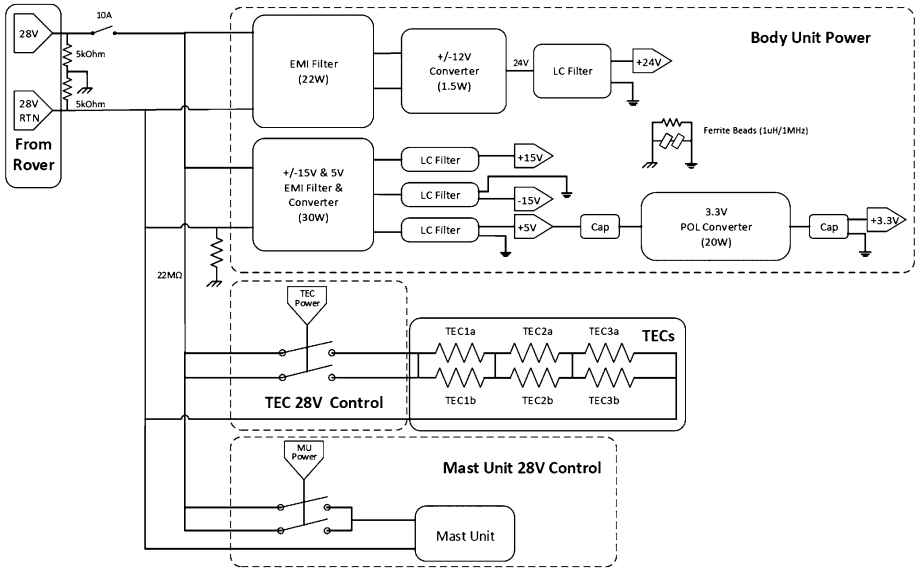 28V
10A
5kOhm
5kOhm
28V
RTN
From
Rover
Body Unit Power
EMI Filter
(22W)
+/-12V
Converter
(1.5W)
24V
LC Filter
+24V
Ferrite Beads (1uH/1MHz)
+/-15V & 5V
EMI Filter &
Converter
(30W)
LC Filter
+15V
LC Filter
-15V
LC Filter
+5V
Cap
3.3V
POL Converter
(20W)
Cap
+3.3V
22MΩ
TEC
Power
TEC 28V Control
TECs
TEC1a
TEC2a
TEC3a
TEC1b
TEC2b
TEC3b
MU
Power
Mast Unit 28V Control
Mast Unit